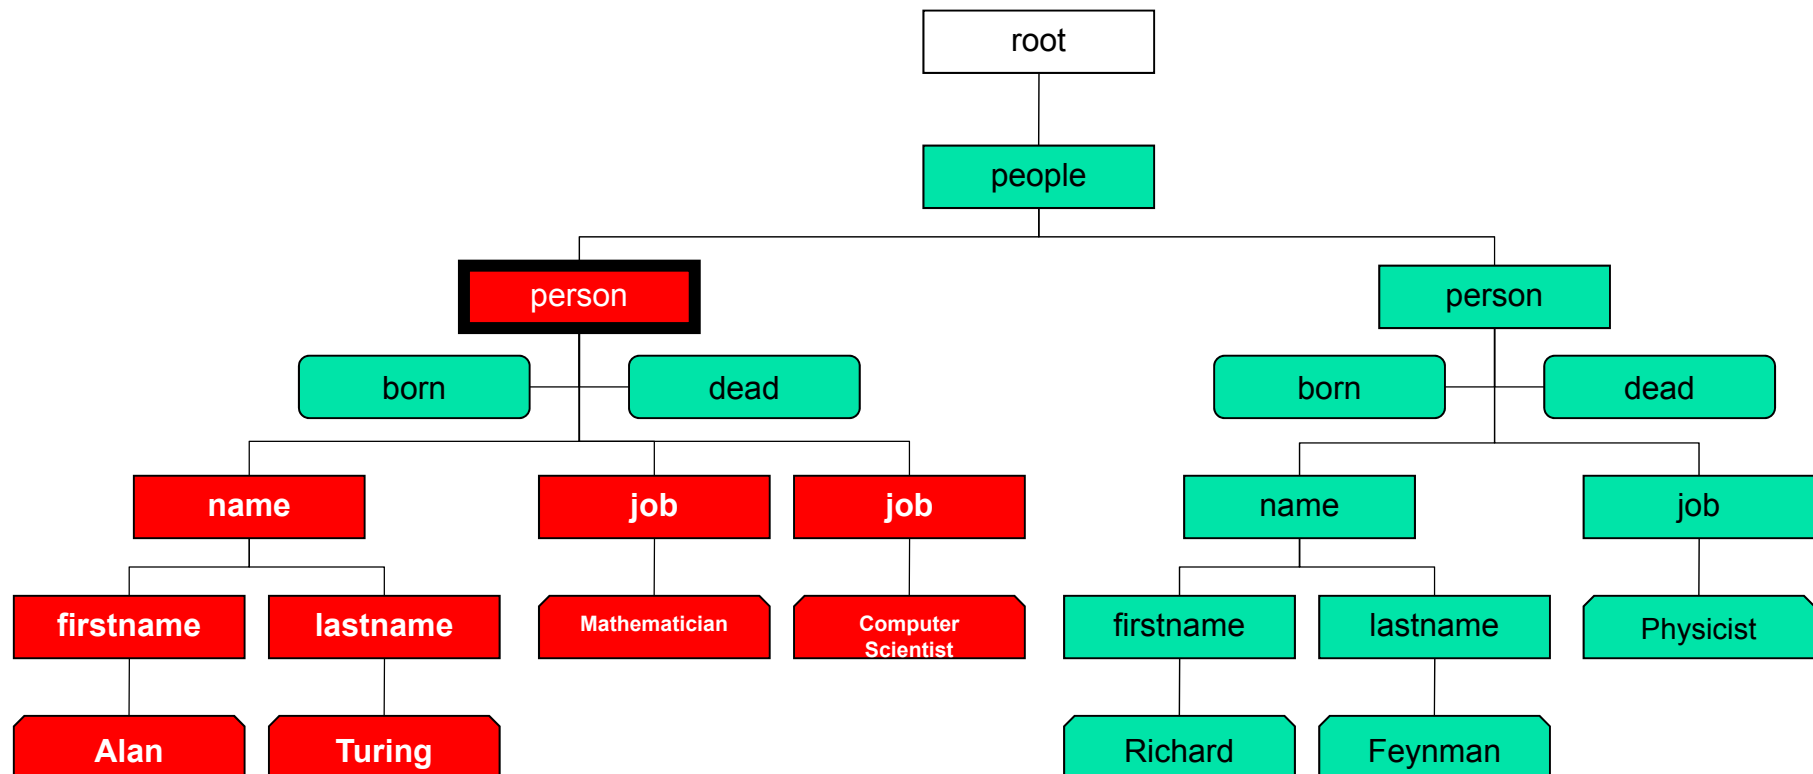 root
people
person
person
born
dead
born
dead
name
job
job
name
job
firstname
lastname
Mathematician
Computer
Scientist
firstname
lastname
Physicist
Alan
Turing
Richard
Feynman